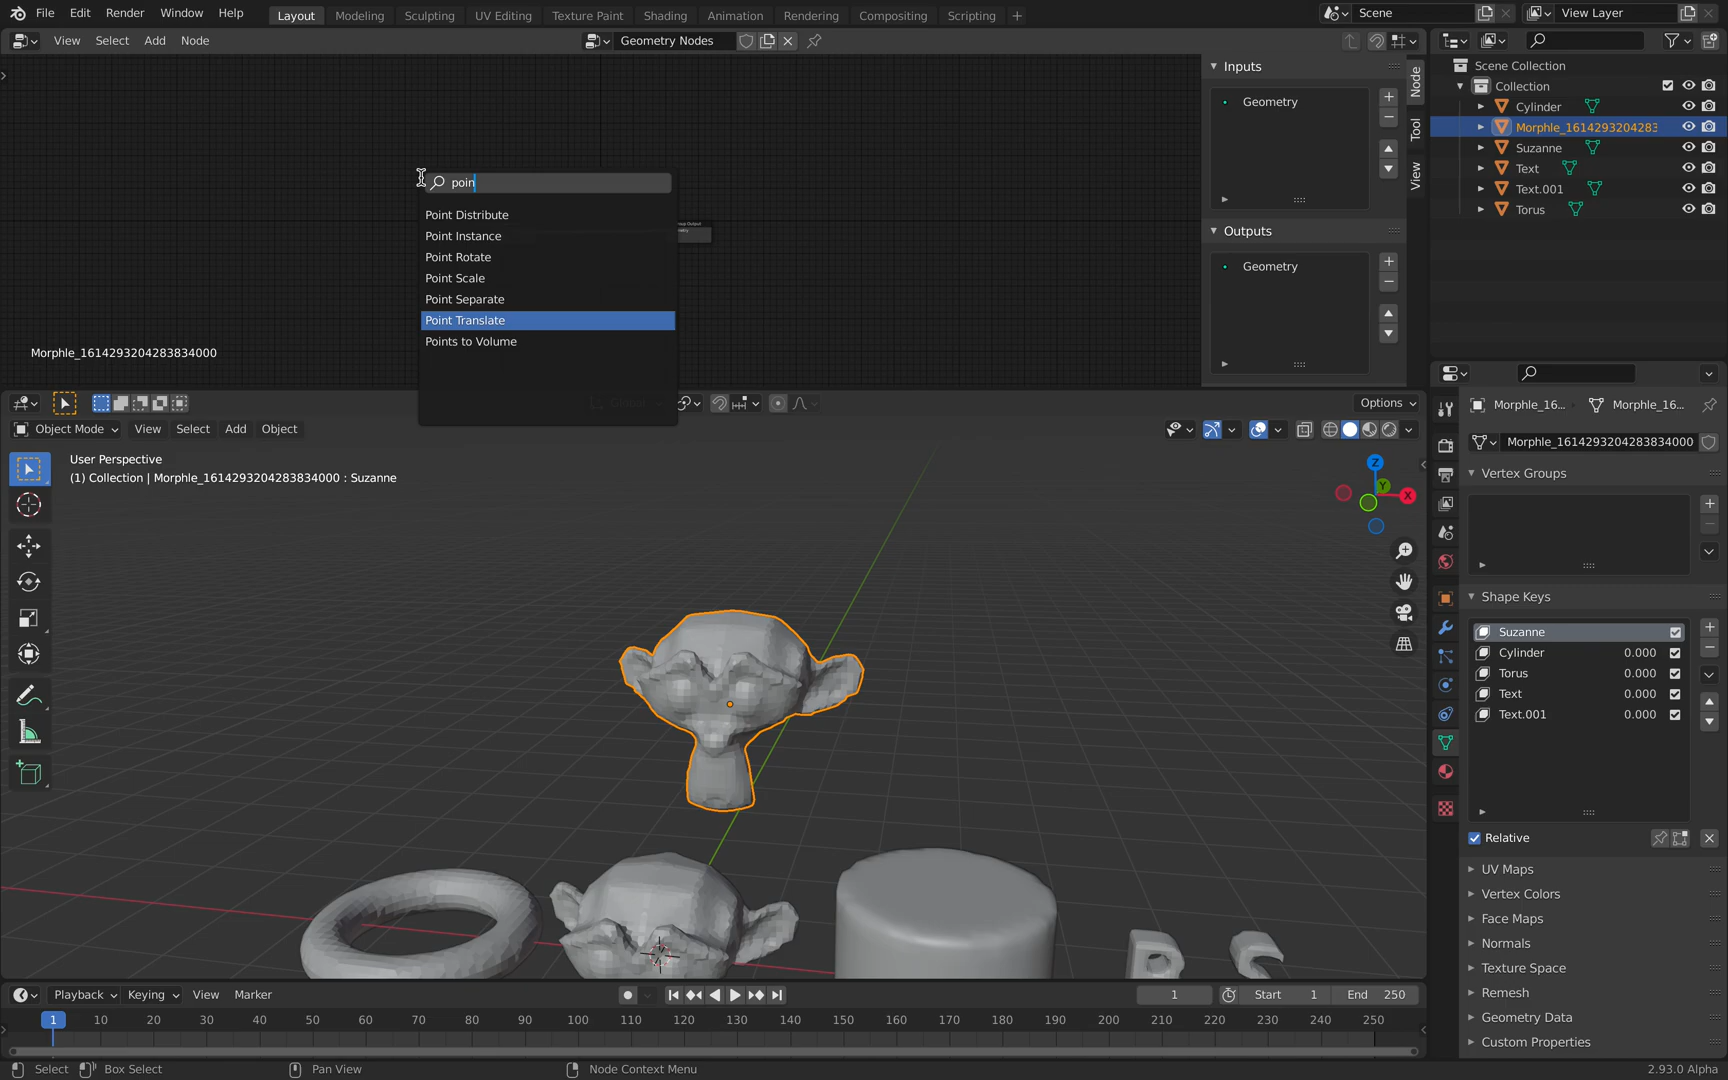 File Edit Render Window Help Layout Modeling Sculpting UV Editing Texture Paint Shading Animation Rendering Compositing Scripting + Scene View Layer
View Select Add Node Geometry Nodes
Inputs
Geometry
Outputs
Geometry
Node
Tool
View
poin
Point Distribute
Point Instance
Point Rotate
Point Scale
Point Separate
Point Translate
Points to Volume
Morphle_1614293204283834000
Scene Collection
Collection
Cylinder
Morphle_1614293204283
Suzanne
Text
Text.001
Torus
Global
Options
Object Mode View Select Add Object
User Perspective
(1) Collection | Morphle_1614293204283834000 : Suzanne
Z
Y
X
B S
Morphle_16... Morphle_16...
Morphle_1614293204283834000
Vertex Groups
Shape Keys
Suzanne
Cylinder 0.000
Torus 0.000
Text 0.000
Text.001 0.000
Relative
UV Maps
Vertex Colors
Face Maps
Normals
Texture Space
Remesh
Geometry Data
Custom Properties
Playback Keying View Marker 1 Start 1 End 250
1 10 20 30 40 50 60 70 80 90 100 110 120 130 140 150 160 170 180 190 200 210 220 230 240 250
Select Box Select Pan View Node Context Menu 2.93.0 Alpha